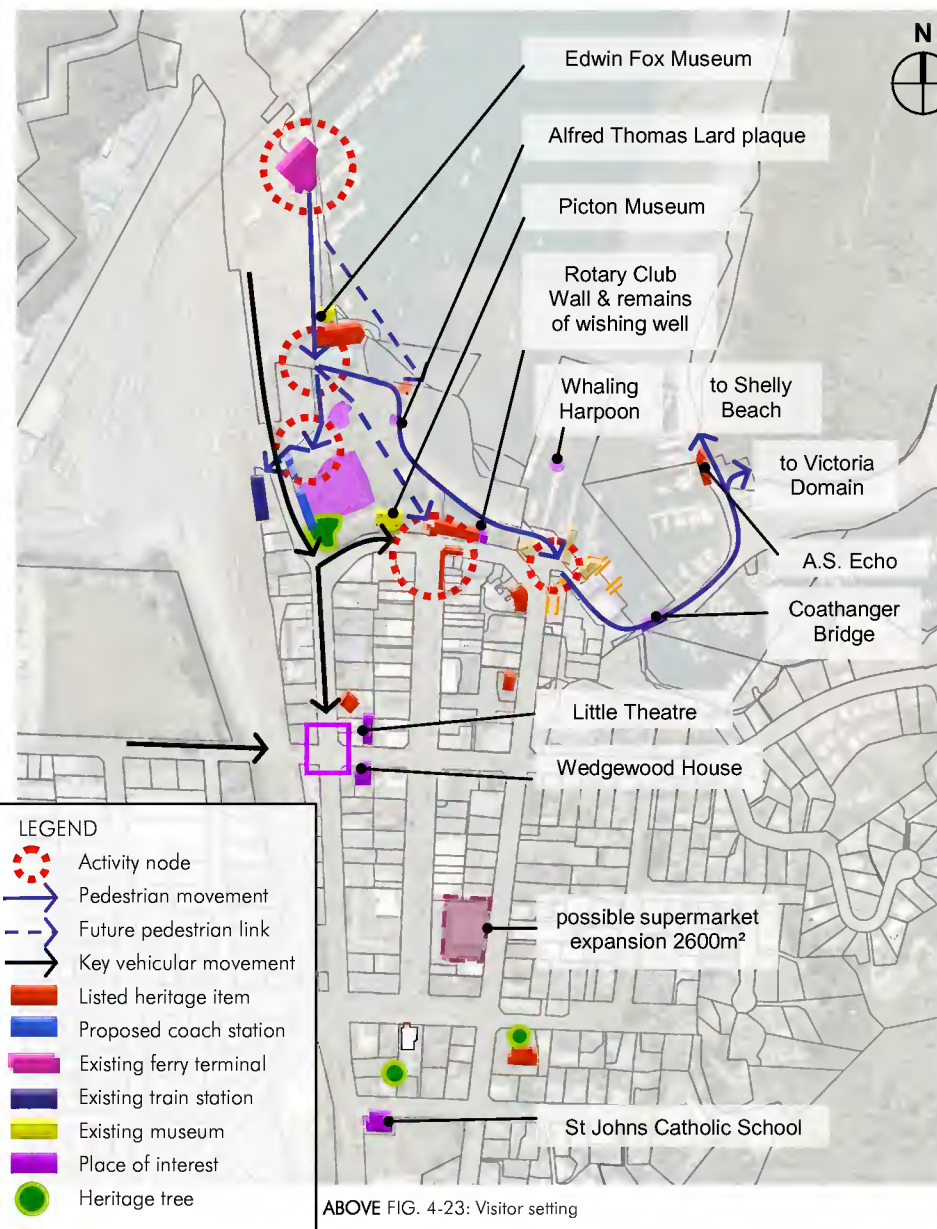 N
Edwin Fox Museum
Alfred Thomas Lard plaque
Picton Museum
Rotary Club
Wall & remains
of wishing well
Whaling
Harpoon
to Shelly
Beach
to Victoria
Domain
A.S. Echo
Coathanger
Bridge
Little Theatre
Wedgewood House
possible supermarket
expansion 2600m²
St Johns Catholic School
LEGEND
Activity node
Pedestrian movement
Future pedestrian link
Key vehicular movement
Listed heritage item
Proposed coach station
Existing ferry terminal
Existing train station
Existing museum
Place of interest
Heritage tree
ABOVE FIG. 4-23: Visitor setting